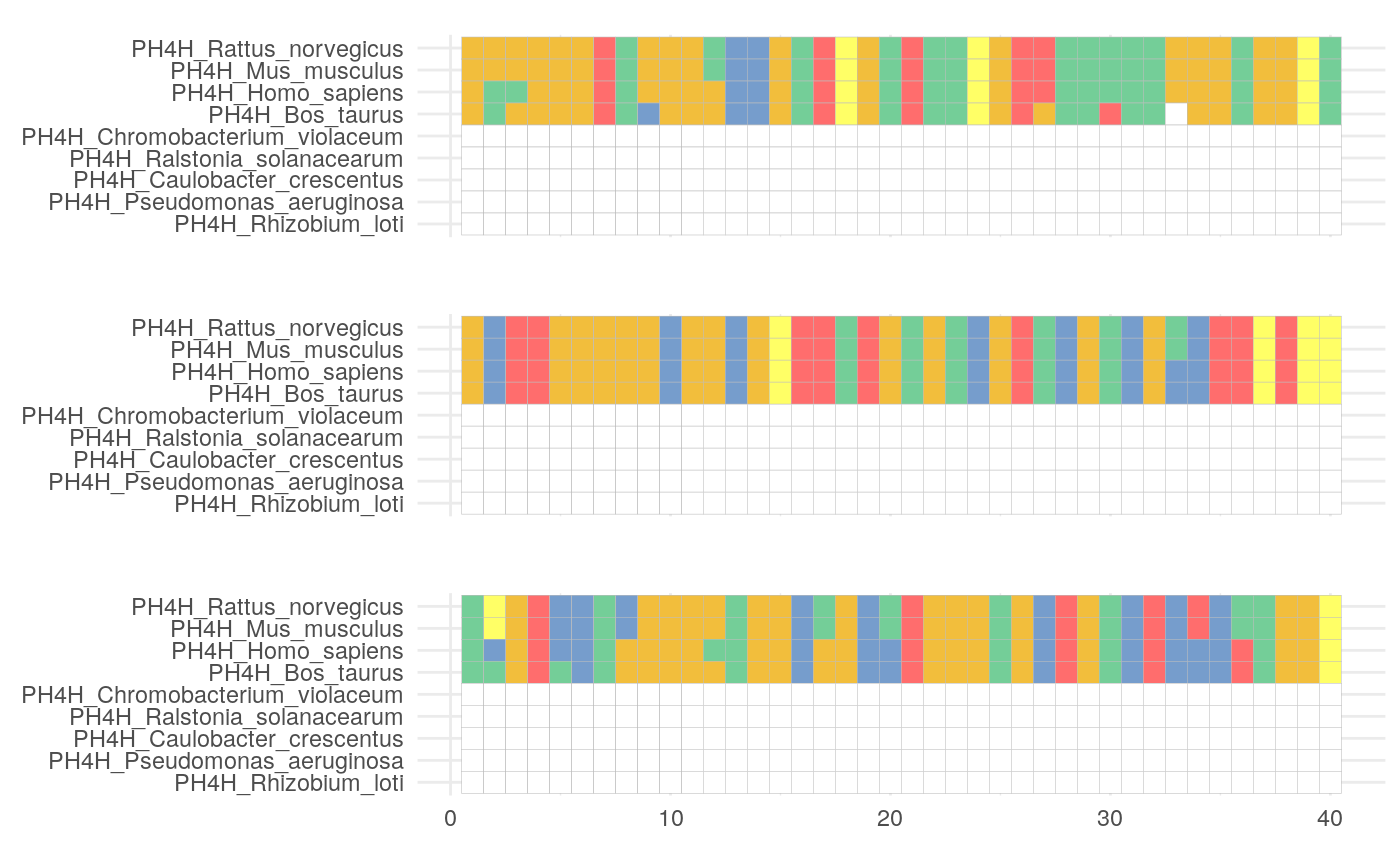 PH4H_Rattus_norvegicus
PH4H_Mus_musculus
PH4H_Homo_sapiens
PH4H_Bos_taurus
PH4H_Chromobacterium_violaceum
PH4H_Ralstonia_solanacearum
PH4H_Caulobacter_crescentus
PH4H_Pseudomonas_aeruginosa
PH4H_Rhizobium_loti
PH4H_Rattus_norvegicus
PH4H_Mus_musculus
PH4H_Homo_sapiens
PH4H_Bos_taurus
PH4H_Chromobacterium_violaceum
PH4H_Ralstonia_solanacearum
PH4H_Caulobacter_crescentus
PH4H_Pseudomonas_aeruginosa
PH4H_Rhizobium_loti
PH4H_Rattus_norvegicus
PH4H_Mus_musculus
PH4H_Homo_sapiens
PH4H_Bos_taurus
PH4H_Chromobacterium_violaceum
PH4H_Ralstonia_solanacearum
PH4H_Caulobacter_crescentus
PH4H_Pseudomonas_aeruginosa
PH4H_Rhizobium_loti
0 10 20 30 40